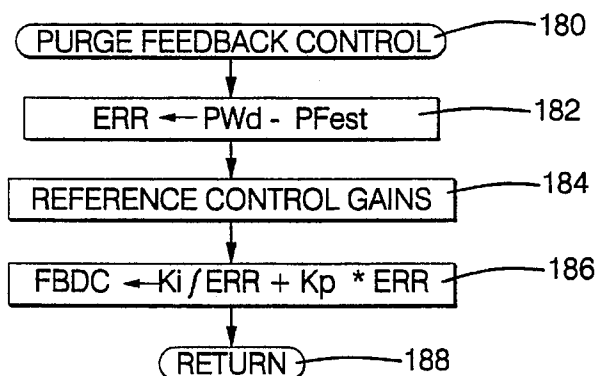 PURGE FEEDBACK CONTROL
180
ERR ← PWd - PFest
182
REFERENCE CONTROL GAINS
184
FBDC ← Ki ∫ ERR + Kp * ERR
186
RETURN
188